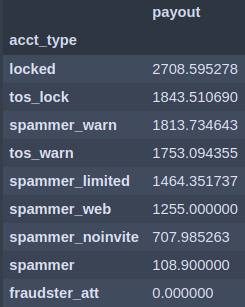 payout
acct_type
locked 2708.595278
tos_lock 1843.510690
spammer_warn 1813.734643
tos_warn 1753.094355
spammer_limited 1464.351737
spammer_web 1255.000000
spammer_noinvite 707.985263
spammer 108.900000
fraudster_att 0.000000